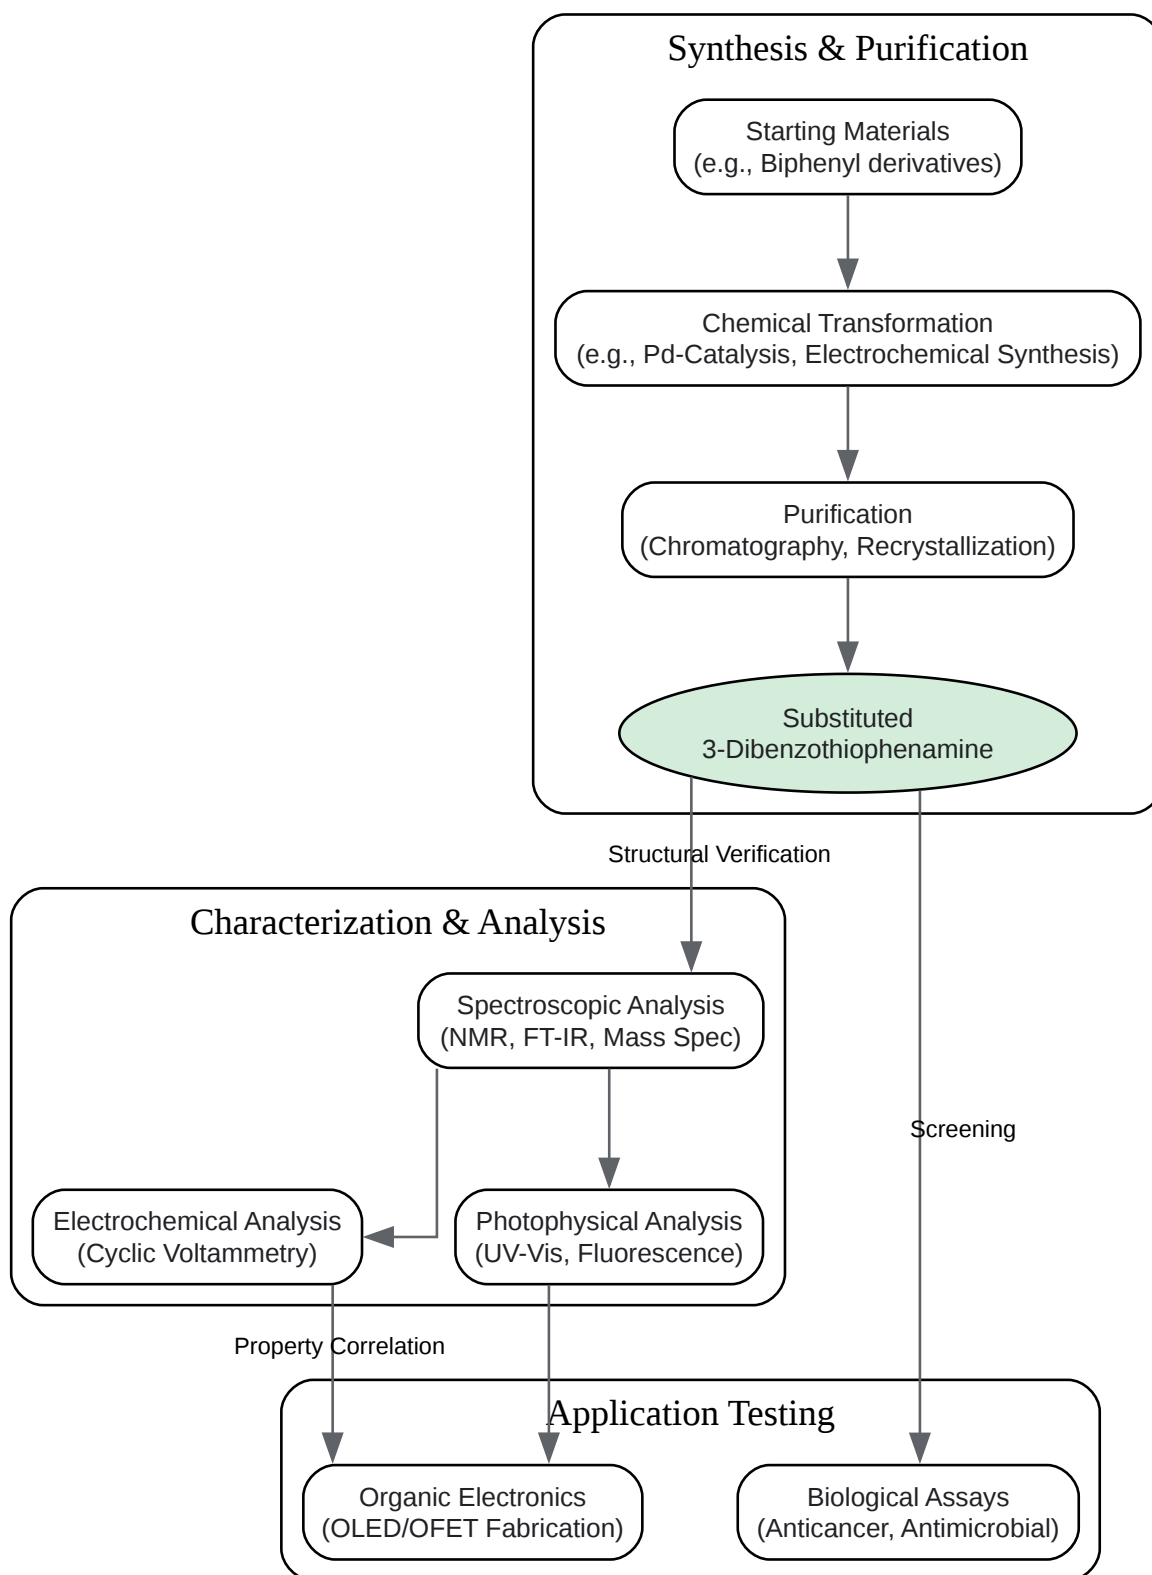 Synthesis & Purification
Starting Materials
(e.g., Biphenyl derivatives)
Chemical Transformation
(e.g., Pd-Catalysis, Electrochemical Synthesis)
Purification
(Chromatography, Recrystallization)
Substituted
3-Dibenzothiophenamine
Structural Verification
Characterization & Analysis
Spectroscopic Analysis
(NMR, FT-IR, Mass Spec)
Screening
Electrochemical Analysis
(Cyclic Voltammetry)
Photophysical Analysis
(UV-Vis, Fluorescence)
Property Correlation
Application Testing
Organic Electronics
(OLED/OFET Fabrication)
Biological Assays
(Anticancer, Antimicrobial)